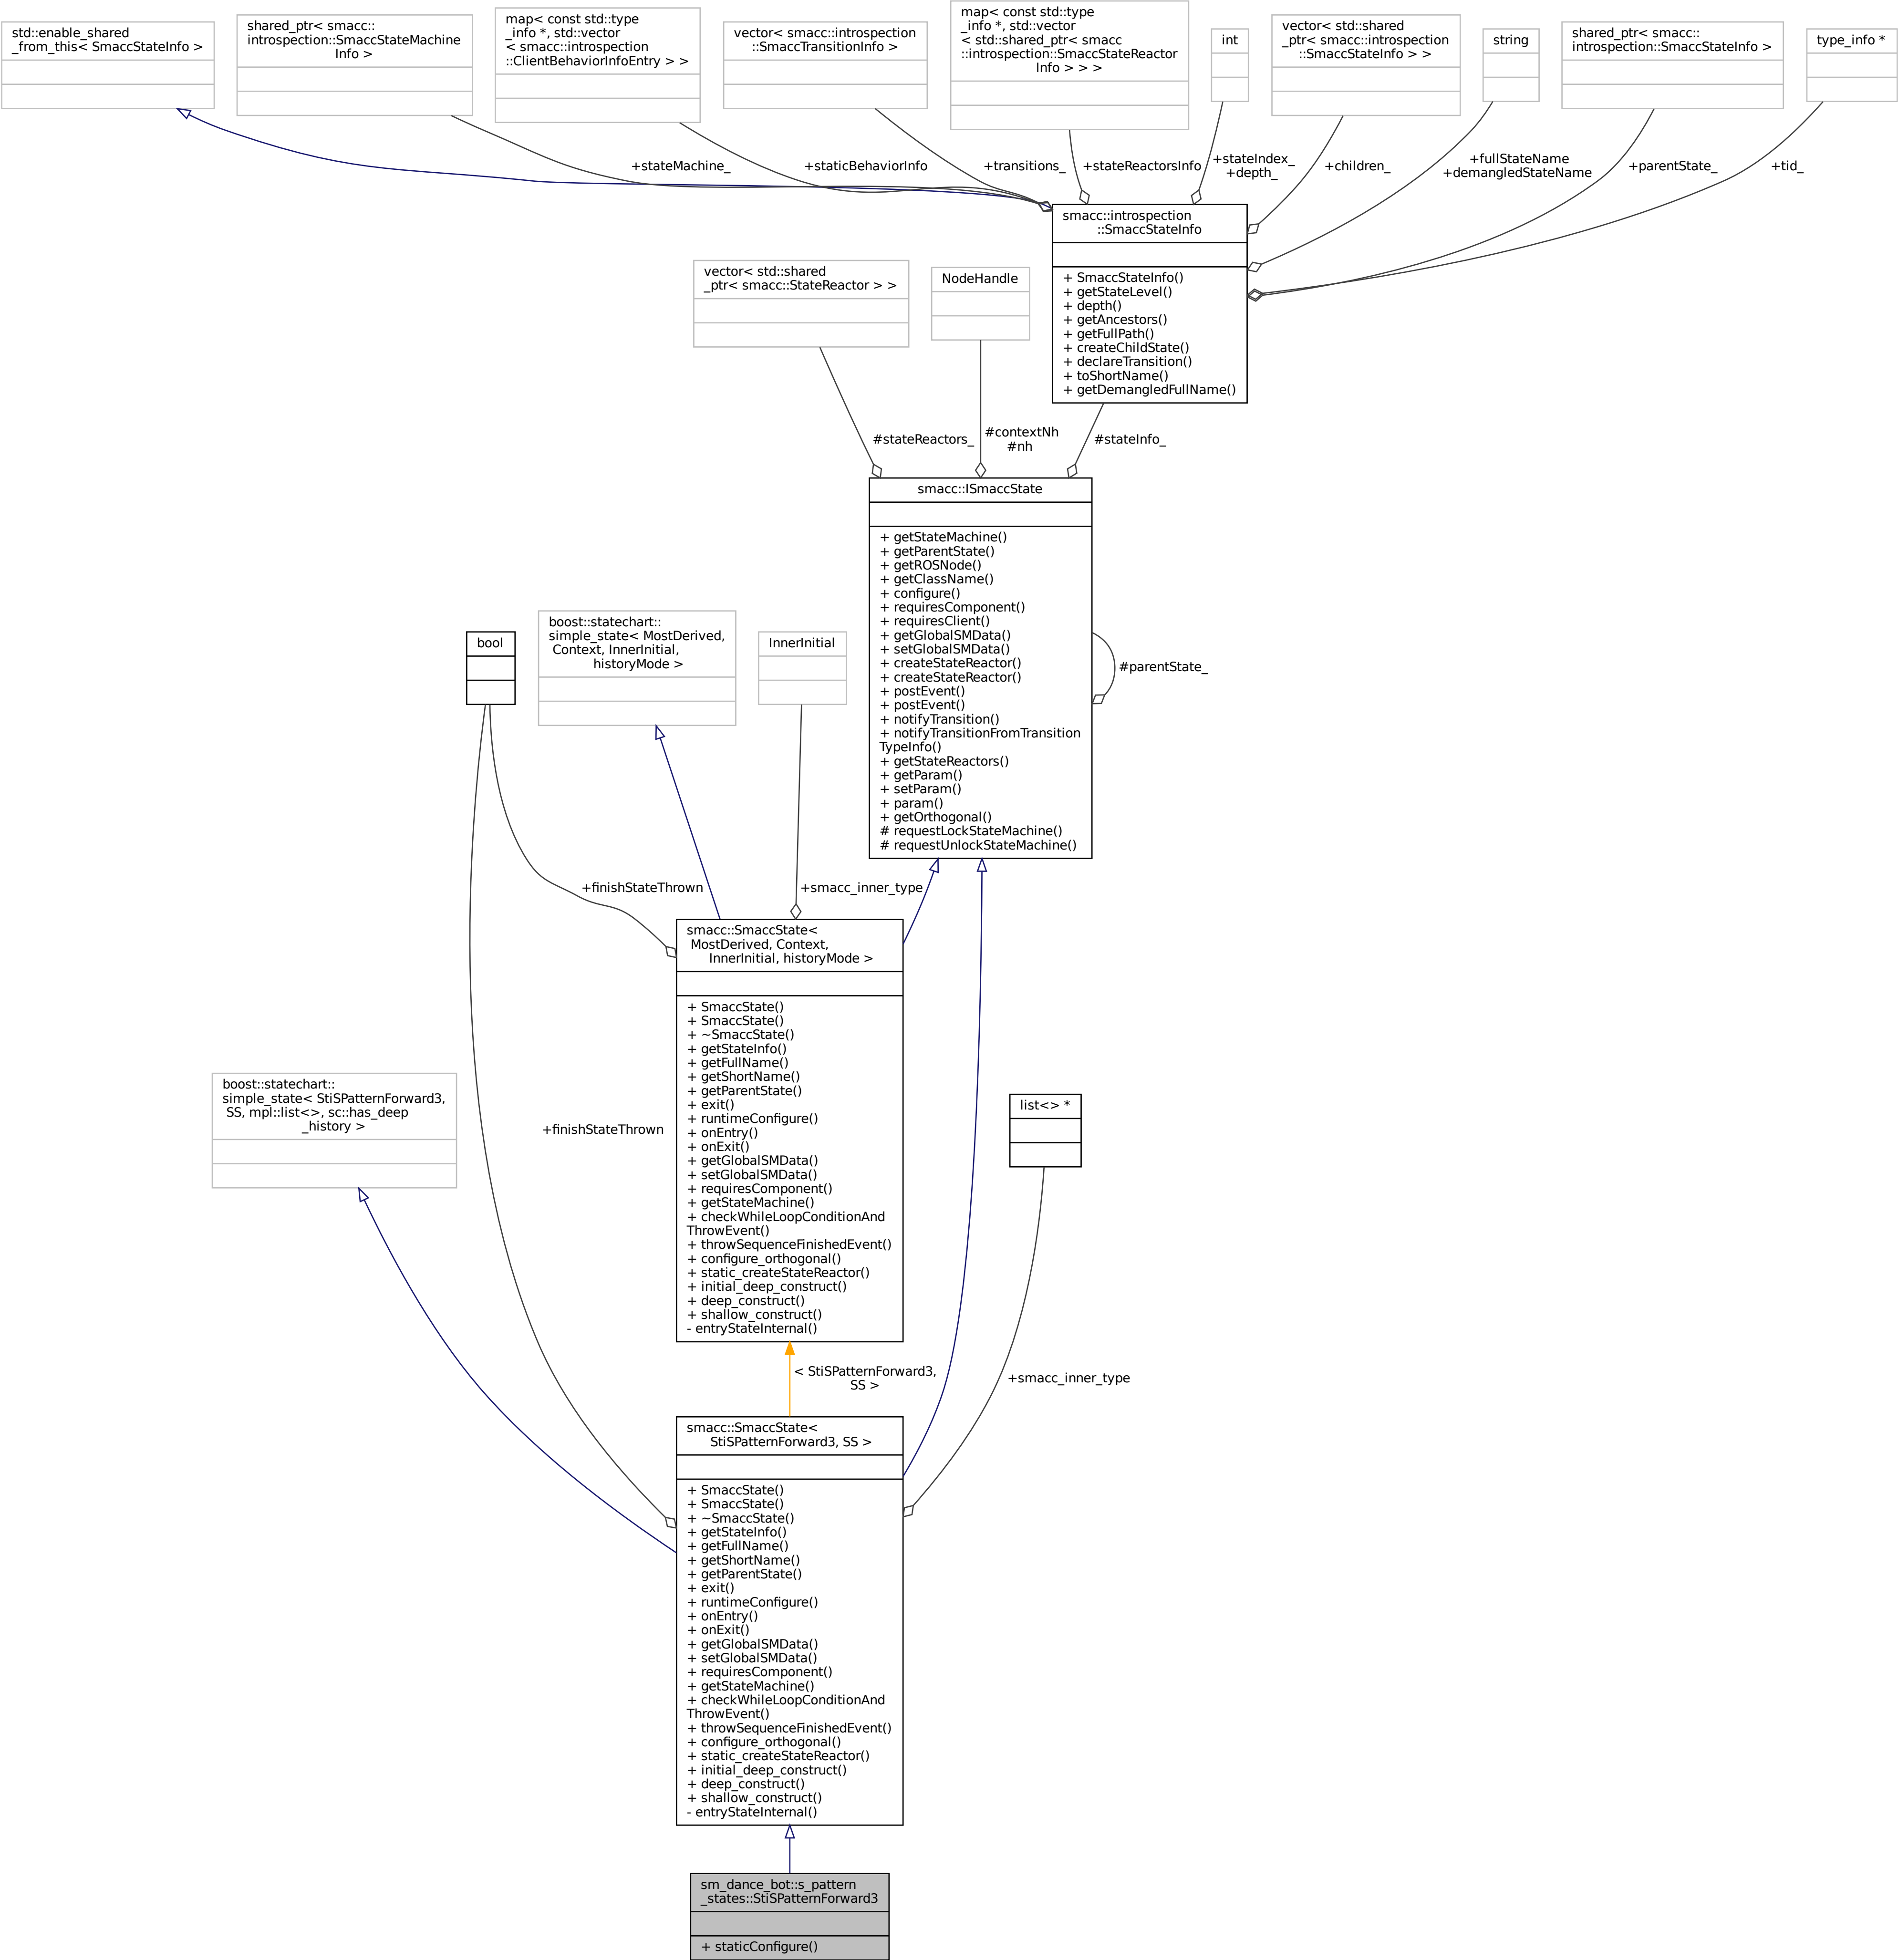 std::enable_shared
_from_this< SmaccStateInfo >
shared_ptr< smacc::
introspection::SmaccStateMachine
Info >
map< const std::type
_info *, std::vector
< smacc::introspection
::ClientBehaviorInfoEntry > >
vector< smacc::introspection
::SmaccTransitionInfo >
map< const std::type
_info *, std::vector
< std::shared_ptr< smacc
::introspection::SmaccStateReactor
Info > > >
int
vector< std::shared
_ptr< smacc::introspection
::SmaccStateInfo > >
string
shared_ptr< smacc::
introspection::SmaccStateInfo >
type_info *
+stateMachine_
+staticBehaviorInfo
+transitions_
+stateReactorsInfo
+stateIndex_
+depth_
+children_
+fullStateName
+demangledStateName
+parentState_
+tid_
smacc::introspection
::SmaccStateInfo
+ SmaccStateInfo()
+ getStateLevel()
+ depth()
+ getAncestors()
+ getFullPath()
+ createChildState()
+ declareTransition()
+ toShortName()
+ getDemangledFullName()
vector< std::shared
_ptr< smacc::StateReactor > >
NodeHandle
#stateReactors_
#contextNh
#nh
#stateInfo_
smacc::ISmaccState
+ getStateMachine()
+ getParentState()
+ getROSNode()
+ getClassName()
+ configure()
+ requiresComponent()
+ requiresClient()
+ getGlobalSMData()
+ setGlobalSMData()
+ createStateReactor()
+ createStateReactor()
+ postEvent()
+ postEvent()
+ notifyTransition()
+ notifyTransitionFromTransition
TypeInfo()
+ getStateReactors()
+ getParam()
+ setParam()
+ param()
+ getOrthogonal()
# requestLockStateMachine()
# requestUnlockStateMachine()
#parentState_
bool
boost::statechart::
simple_state< MostDerived,
Context, InnerInitial,
historyMode >
InnerInitial
+finishStateThrown
+smacc_inner_type
smacc::SmaccState<
MostDerived, Context,
InnerInitial, historyMode >
+ SmaccState()
+ SmaccState()
+ ~SmaccState()
+ getStateInfo()
+ getFullName()
+ getShortName()
+ getParentState()
+ exit()
+ runtimeConfigure()
+ onEntry()
+ onExit()
+ getGlobalSMData()
+ setGlobalSMData()
+ requiresComponent()
+ getStateMachine()
+ checkWhileLoopConditionAnd
ThrowEvent()
+ throwSequenceFinishedEvent()
+ configure_orthogonal()
+ static_createStateReactor()
+ initial_deep_construct()
+ deep_construct()
+ shallow_construct()
- entryStateInternal()
boost::statechart::
simple_state< StiSPatternForward3,
SS, mpl::list<>, sc::has_deep
_history >
+finishStateThrown
list<> *
< StiSPatternForward3,
SS >
+smacc_inner_type
smacc::SmaccState<
StiSPatternForward3, SS >
+ SmaccState()
+ SmaccState()
+ ~SmaccState()
+ getStateInfo()
+ getFullName()
+ getShortName()
+ getParentState()
+ exit()
+ runtimeConfigure()
+ onEntry()
+ onExit()
+ getGlobalSMData()
+ setGlobalSMData()
+ requiresComponent()
+ getStateMachine()
+ checkWhileLoopConditionAnd
ThrowEvent()
+ throwSequenceFinishedEvent()
+ configure_orthogonal()
+ static_createStateReactor()
+ initial_deep_construct()
+ deep_construct()
+ shallow_construct()
- entryStateInternal()
sm_dance_bot::s_pattern
_states::StiSPatternForward3
+ staticConfigure()